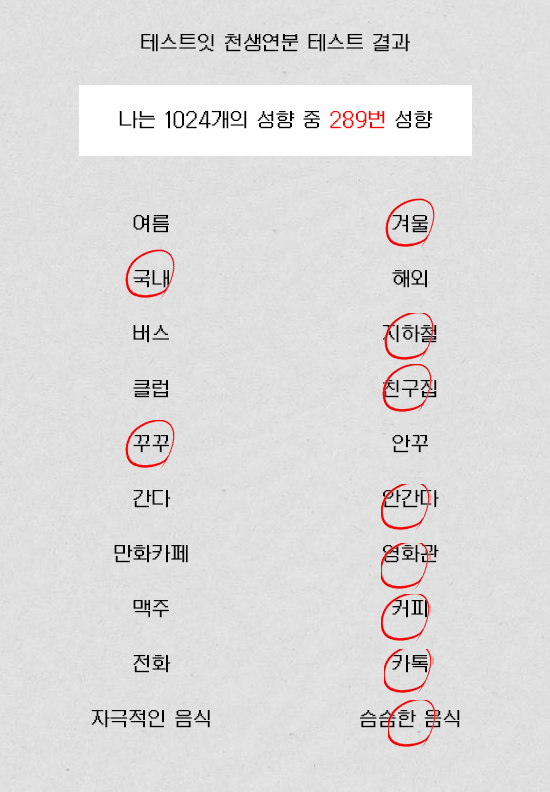 테스트잇 천생연분 테스트 결과
나는 1024개의 성향 중 289번 성향
여름 겨울
국내 해외
버스 지하철
클럽 친구집
꾸꾸 안꾸
간다 안간다
만화카페 영화관
맥주 커피
전화 카톡
자극적인 음식 슴슴한 음식